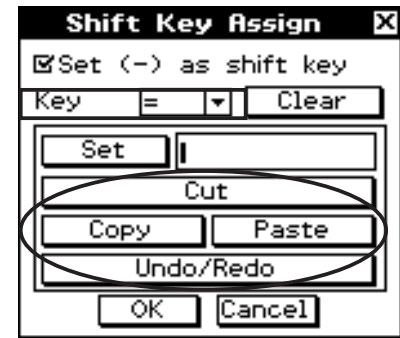 Shift Key Assign X
Set (-) as shift key
Key = Clear
Set
Cut
Copy Paste
Undo/Redo
OK Cancel